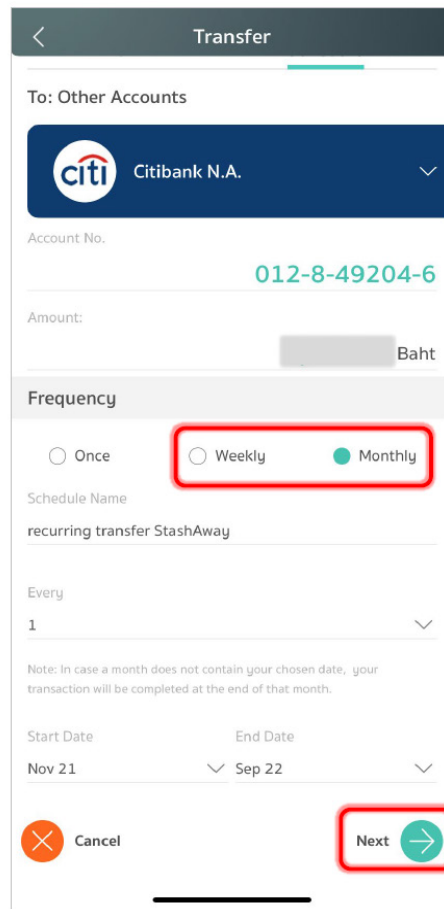 Transfer
To: Other Accounts
citi Citibank N.A.
Account No.
012-8-49204-6
Amount:
Baht
Frequency
Once Weekly Monthly
Schedule Name
recurring transfer StashAway
Every
1
Note: In case a month does not contain your chosen date, your
transaction will be completed at the end of that month.
Start Date End Date
Nov 21 Sep 22
Cancel Next